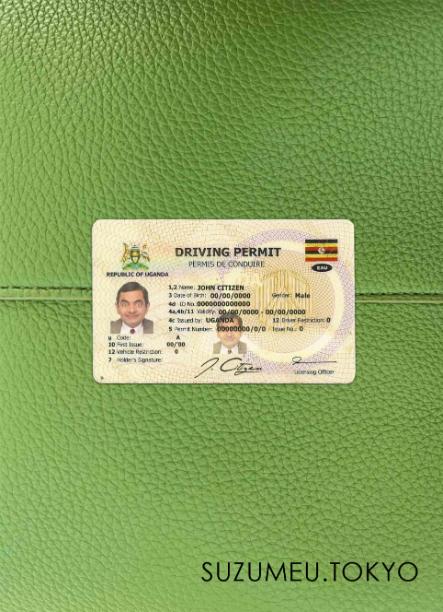 DRIVING PERMIT
PERMIS DE CONDUIRE
REPUBLIC OF UGANDA
EAU
1,2 Name: JOHN CITIZEN
3 Date of Birth: 00/00/0000 Gender: Male
4d ID No. 0000000000000
4a,4b/11 Validity: 00/00/0000 - 00/00/0000
4c Issued by: UGANDA 12 Driver Restriction: 0
5 Permit Number: 00000000/0/0 Issue No.: 0
9 Code: A
10 First Issue: 00/00
12 Vehicle Restriction: 0
7 Holder's Signature:
J. Citizen
Licensing Officer
SUZUMEU.TOKYO